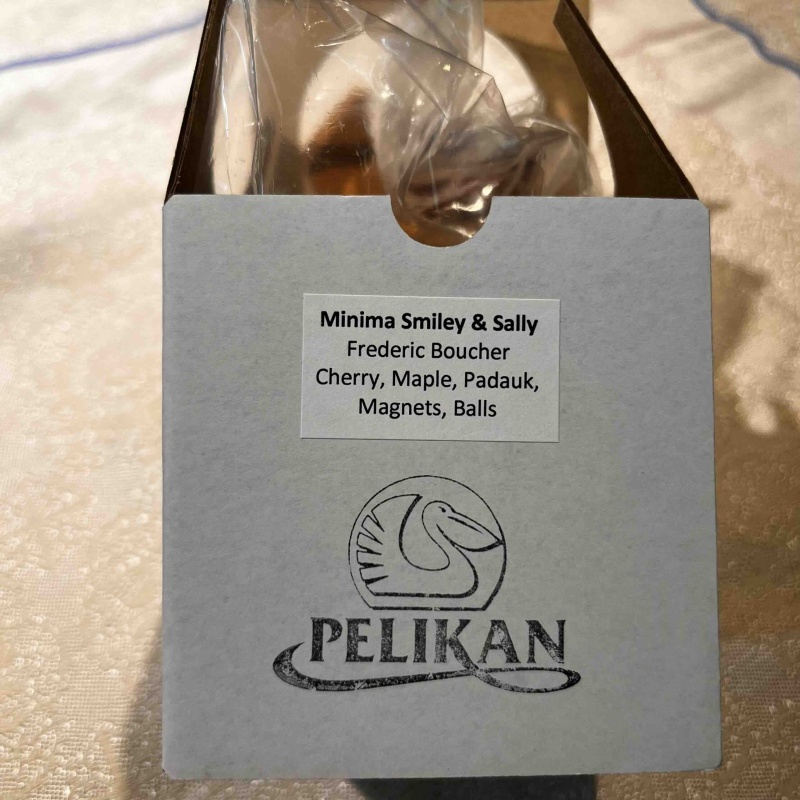 Minima Smiley & Sally
Frederic Boucher
Cherry, Maple, Padauk,
Magnets, Balls
PELIKAN